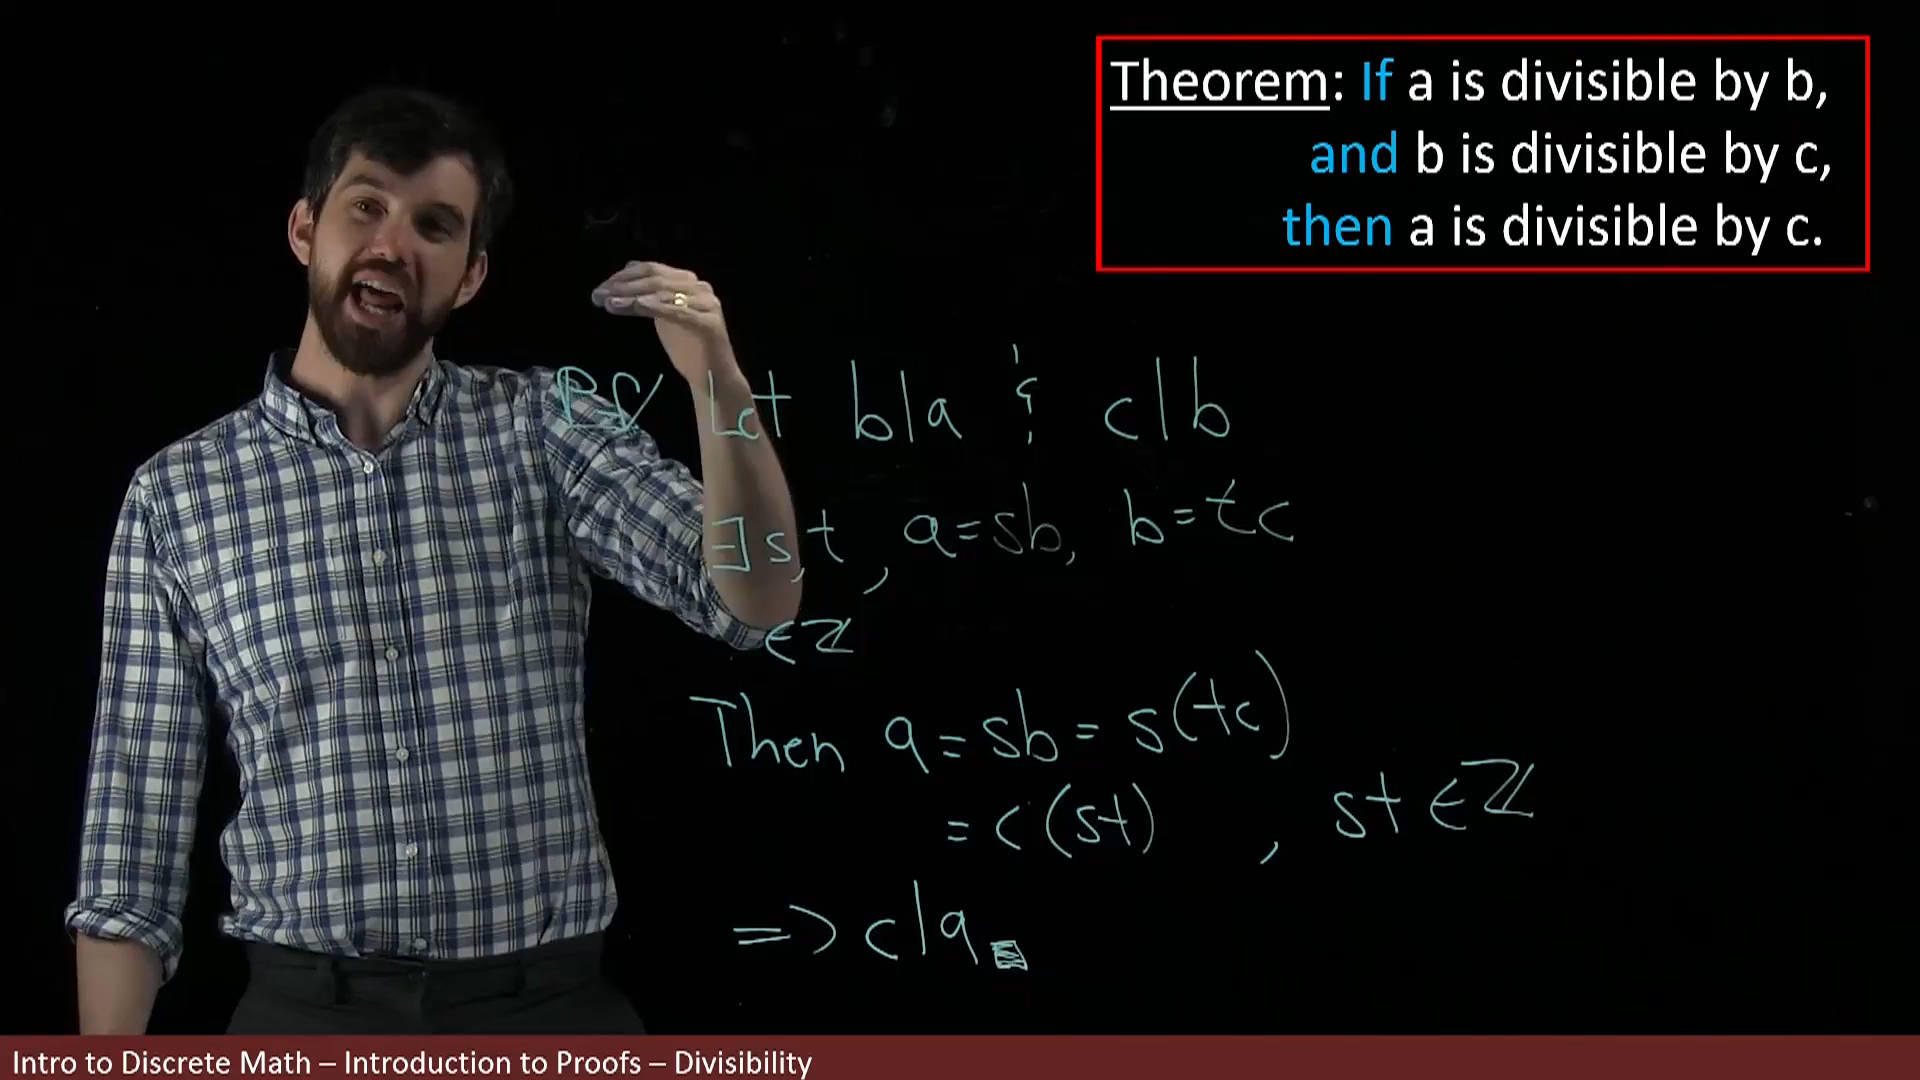 Theorem: If a is divisible by b,
and b is divisible by c,
then a is divisible by c.
Pf/ Let b|a & c|b
∃ s,t, a=sb, b=tc
∈ℤ
Then a=sb=s(tc)
=c(st) , st∈ℤ
=> c|a
Intro to Discrete Math – Introduction to Proofs – Divisibility